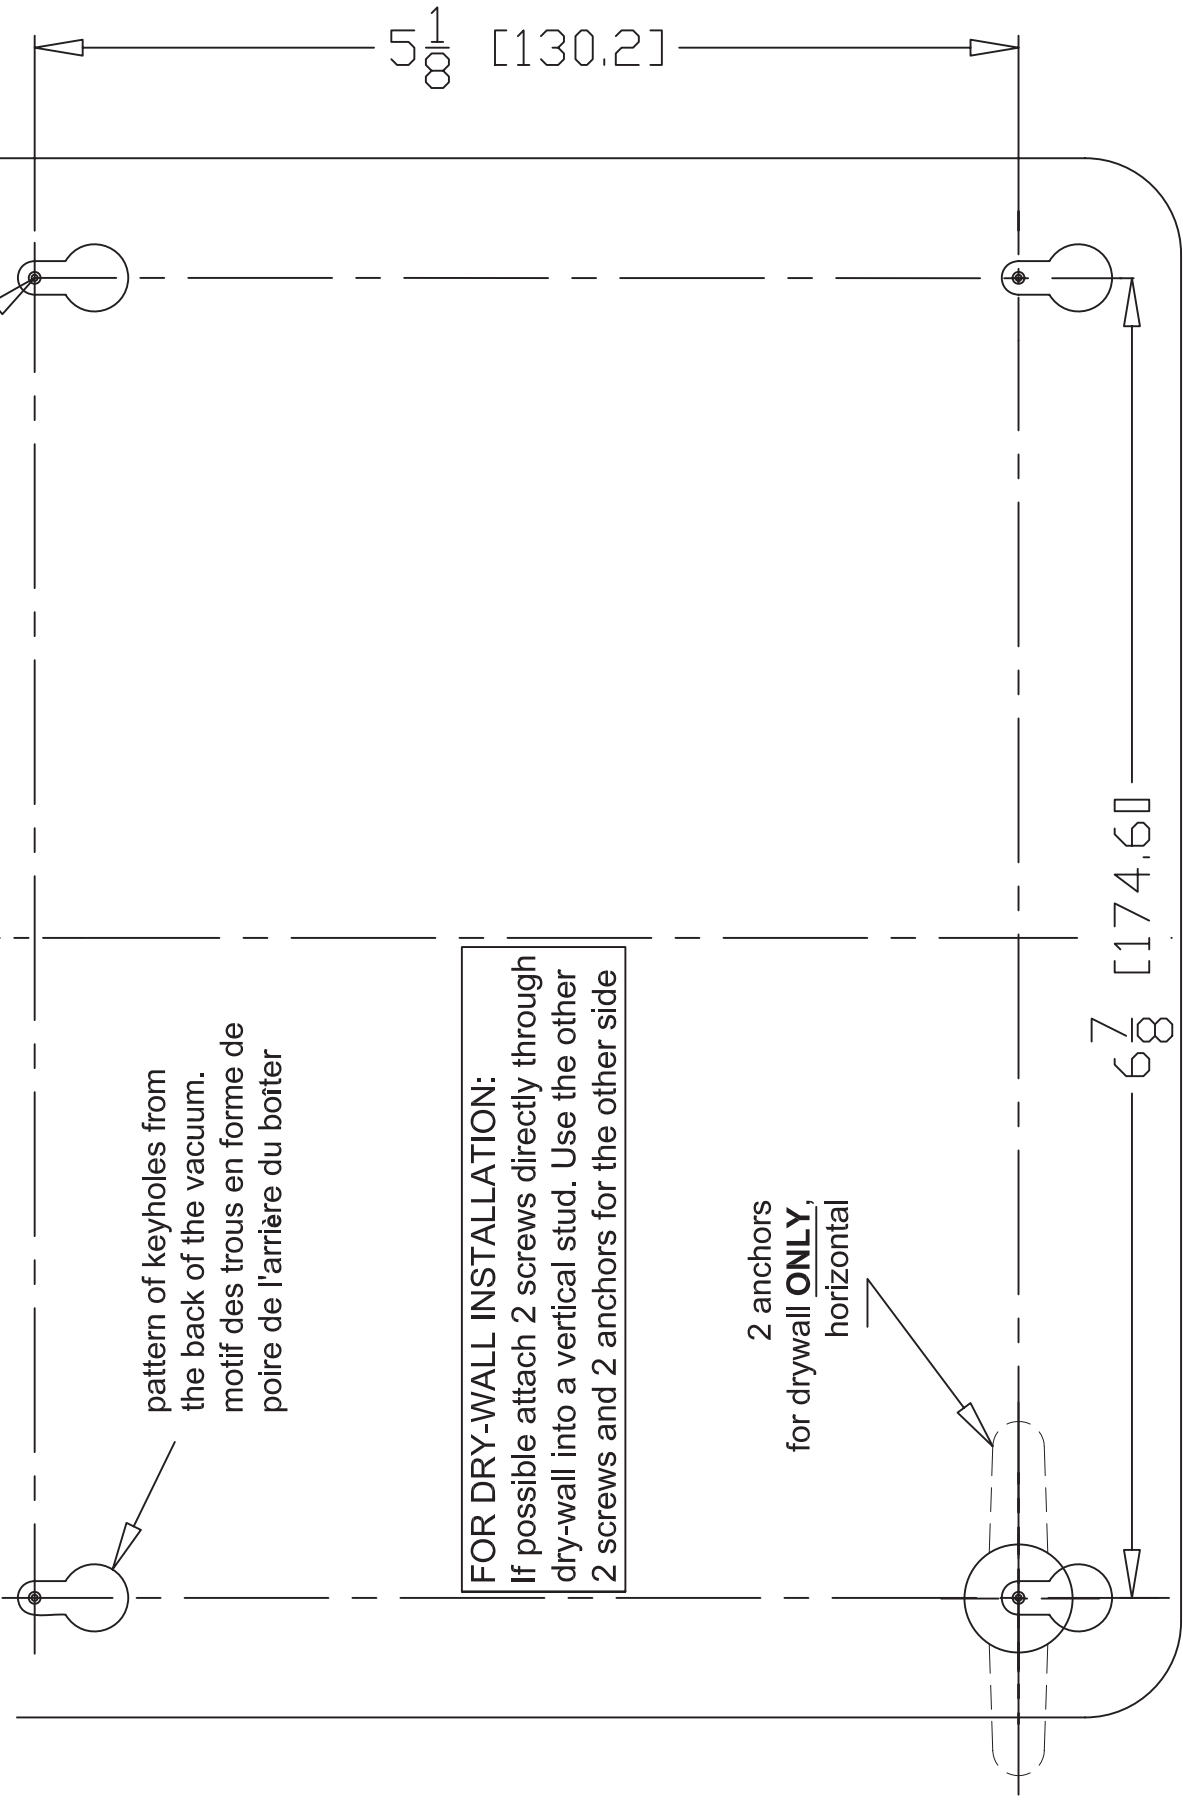 5 1/8 [130.2]
pattern of keyholes from
the back of the vacuum.
motif des trous en forme de
poire de l'arrière du boîter
FOR DRY-WALL INSTALLATION:
If possible attach 2 screws directly through
dry-wall into a vertical stud. Use the other
2 screws and 2 anchors for the other side
2 anchors
for drywall ONLY,
horizontal
6 7/8 [174.6]